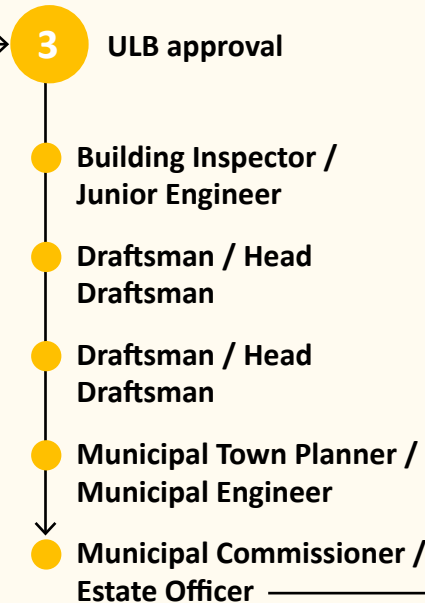 3 ULB approval
Building Inspector /
Junior Engineer
Draftsman / Head
Draftsman
Draftsman / Head
Draftsman
Municipal Town Planner /
Municipal Engineer
Municipal Commissioner /
Estate Officer